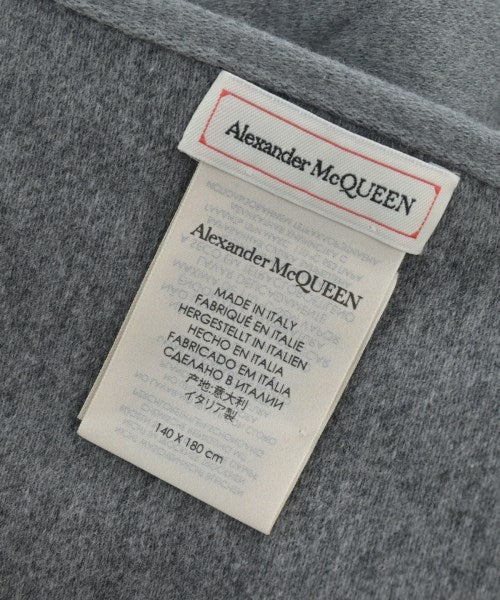 Alexander McQUEEN
Alexander McQUEEN
MADE IN ITALY
FABRIQUÉ EN ITALIE
HERGESTELLT IN ITALIEN
HECHO EN ITALIA
FABRICADO EM ITÁLIA
СДЕЛАНО В ИТАЛИИ
产地:意大利
イタリア製
140 X 180 cm